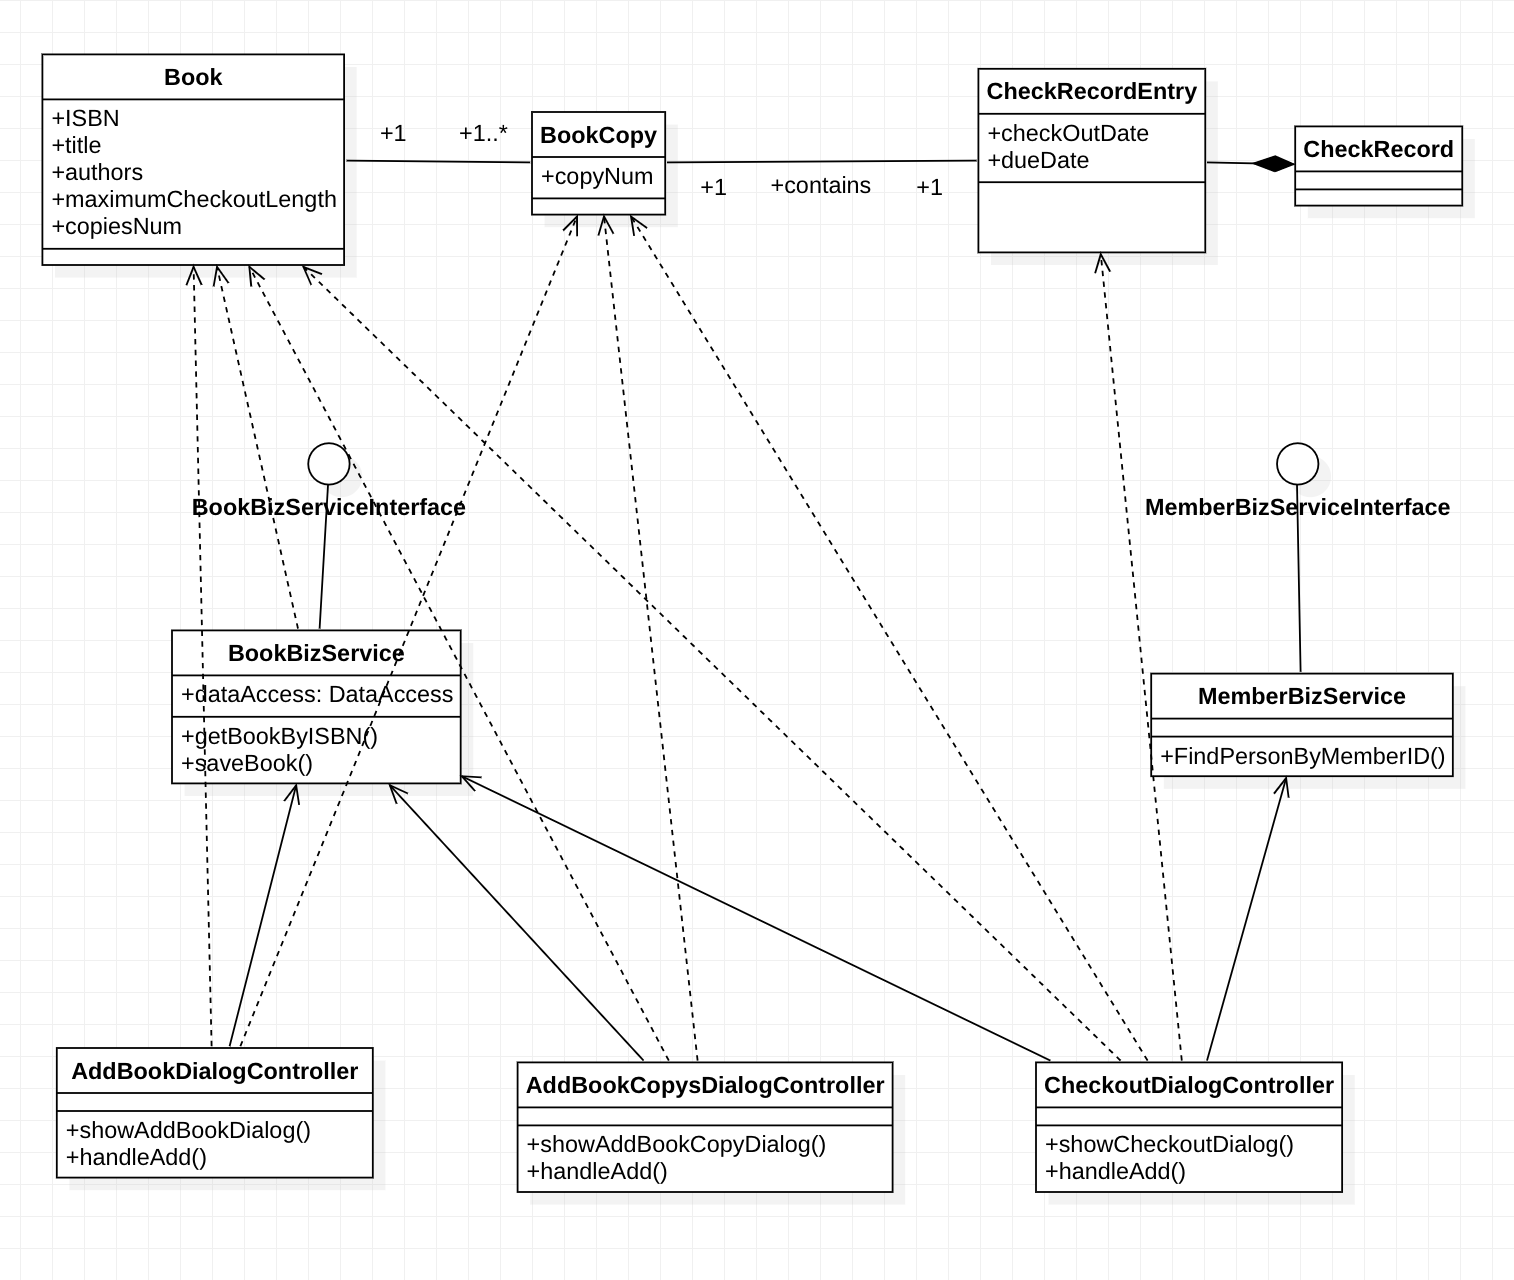 Book
+ISBN
+title
+authors
+maximumCheckoutLength
+copiesNum
+1
+1..*
BookCopy
+copyNum
+1
+contains
+1
CheckRecordEntry
+checkOutDate
+dueDate
CheckRecord
BookBizServiceInterface
MemberBizServiceInterface
BookBizService
+dataAccess: DataAccess
+getBookByISBN()
+saveBook()
MemberBizService
+FindPersonByMemberID()
AddBookDialogController
+showAddBookDialog()
+handleAdd()
AddBookCopysDialogController
+showAddBookCopyDialog()
+handleAdd()
CheckoutDialogController
+showCheckoutDialog()
+handleAdd()